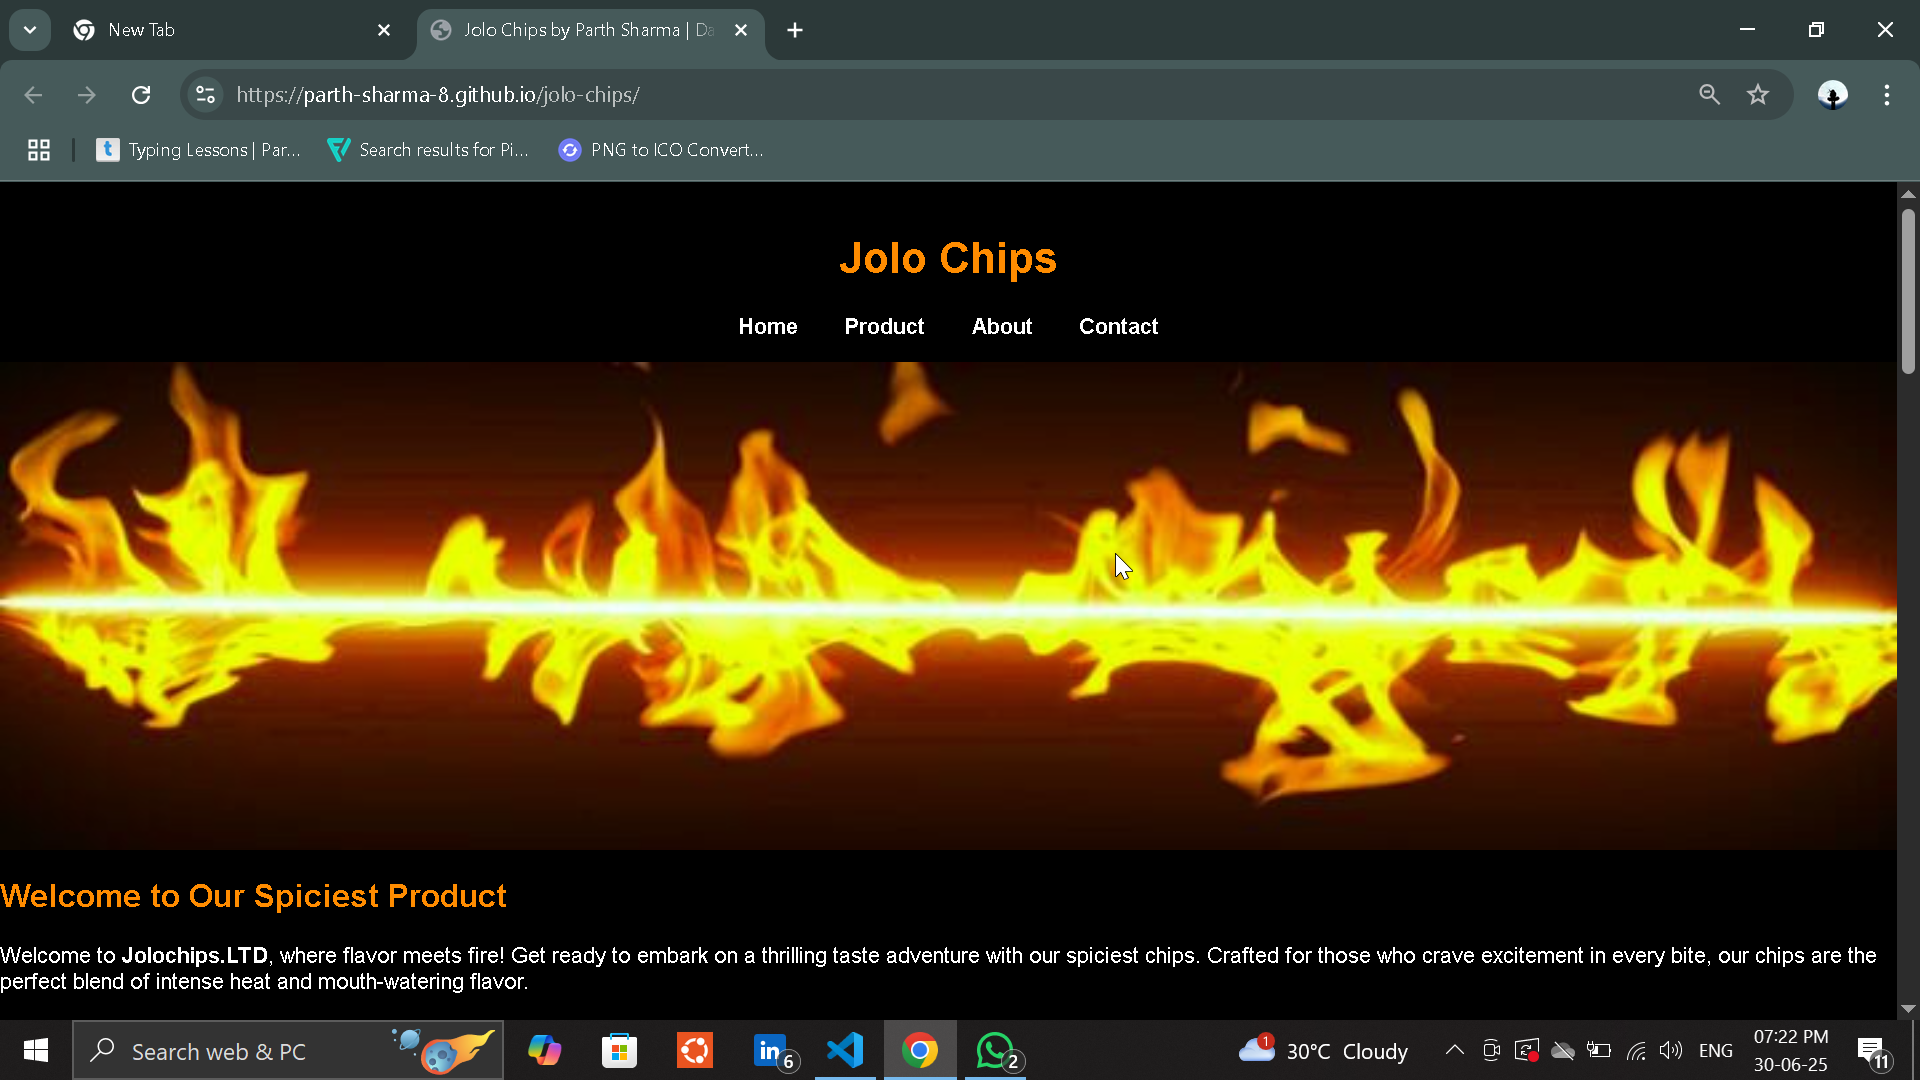 New Tab
Jolo Chips by Parth Sharma | Da
https://parth-sharma-8.github.io/jolo-chips/
Typing Lessons | Par...
Search results for Pi...
PNG to ICO Convert...
Jolo Chips
Home Product About Contact
Welcome to Our Spiciest Product
Welcome to Jolochips.LTD, where flavor meets fire! Get ready to embark on a thrilling taste adventure with our spiciest chips. Crafted for those who crave excitement in every bite, our chips are the
perfect blend of intense heat and mouth-watering flavor.
Search web & PC
6
2
1
30°C Cloudy
ENG
07:22 PM
30-06-25
11